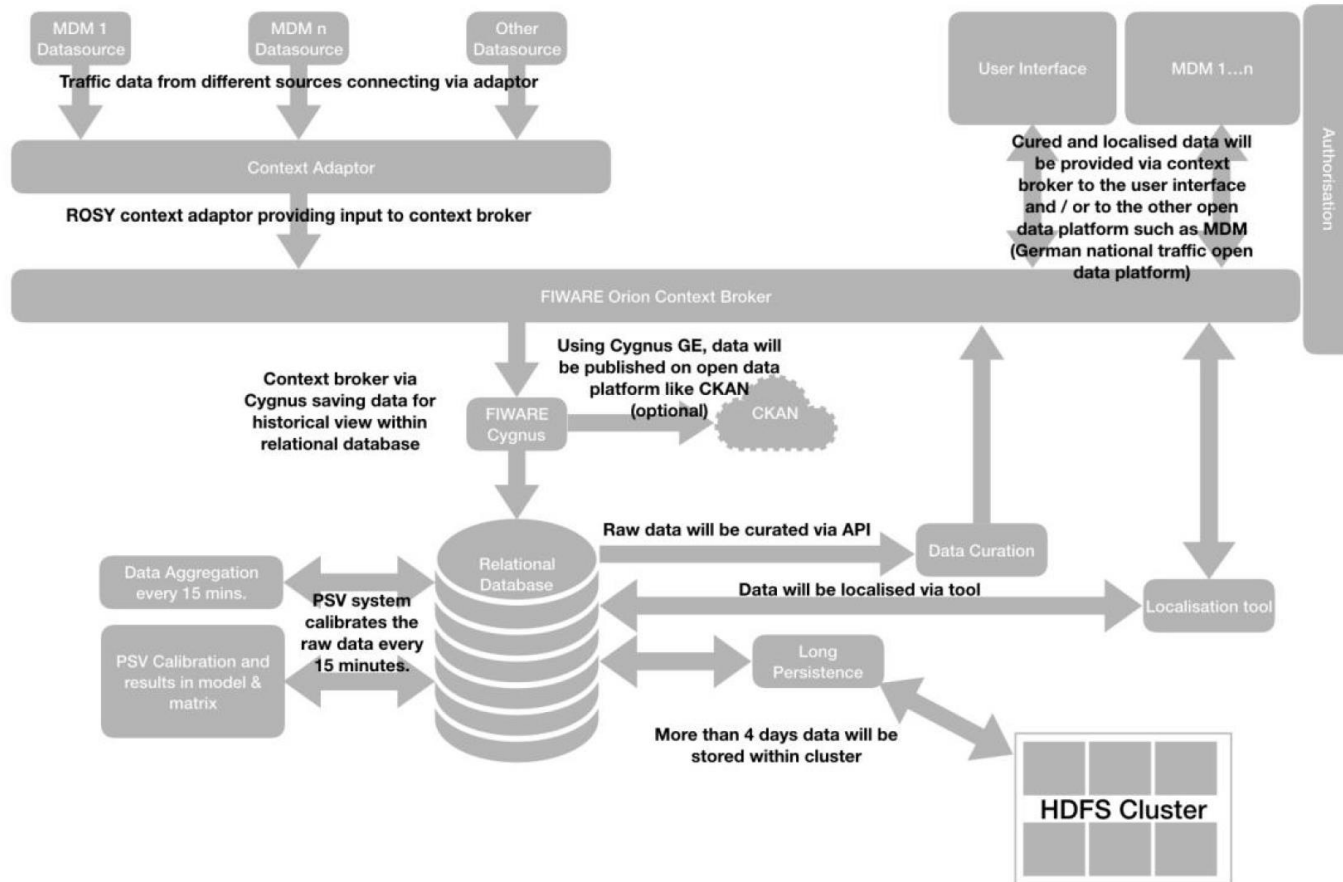 MDM 1
Datasource
MDM n
Datasource
Other
Datasource
Traffic data from different sources connecting via adaptor
Context Adaptor
ROSY context adaptor providing input to context broker
User Interface
MDM 1...n
Authorisation
Cured and localised data will
be provided via context
broker to the user interface
and / or to the other open
data platform such as MDM
(German national traffic open
data platform)
FIWARE Orion Context Broker
Context broker via
Cygnus saving data for
historical view within
relational database
FIWARE
Cygnus
Using Cygnus GE, data will
be published on open data
platform like CKAN
(optional)
CKAN
Relational
Database
Raw data will be curated via API
Data Curation
Data will be localised via tool
Localisation tool
Data Aggregation
every 15 mins.
PSV system
calibrates the
raw data every
15 minutes.
PSV Calibration and
results in model &
matrix
Long
Persistence
More than 4 days data will be
stored within cluster
HDFS Cluster